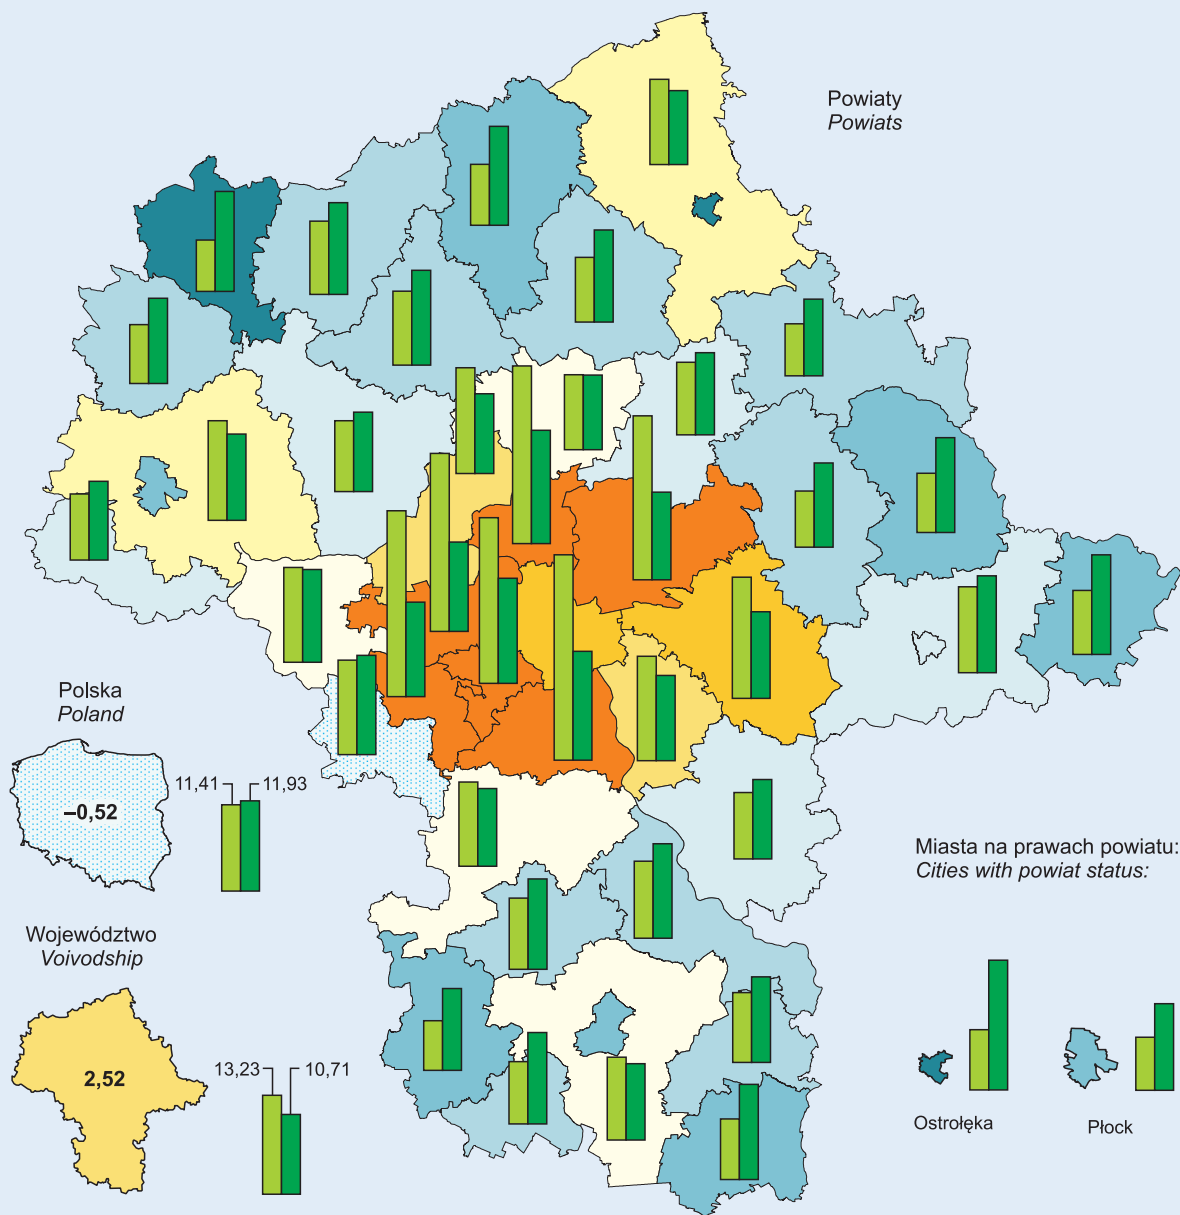 Powiaty
Powiats
Polska
Poland
–0,52
11,41
11,93
Województwo
Voivodship
2,52
13,23
10,71
Miasta na prawach powiatu:
Cities with powiat status:
Ostrołęka
Płock